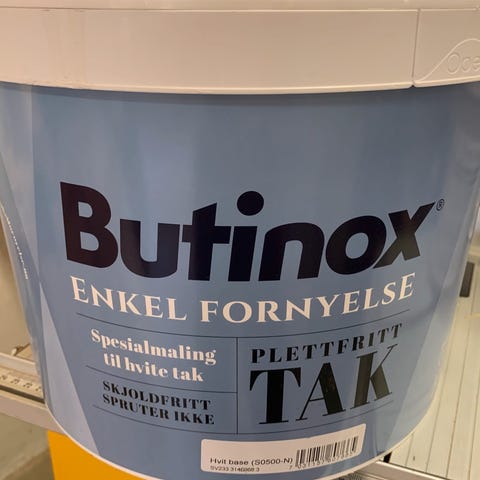 Butinox®
ENKEL FORNYELSE
Spesialmaling
til hvite tak
SKJOLDFRITT
SPRUTER IKKE
PLETTFRITT
TAK
Hvit base (S0500-N)